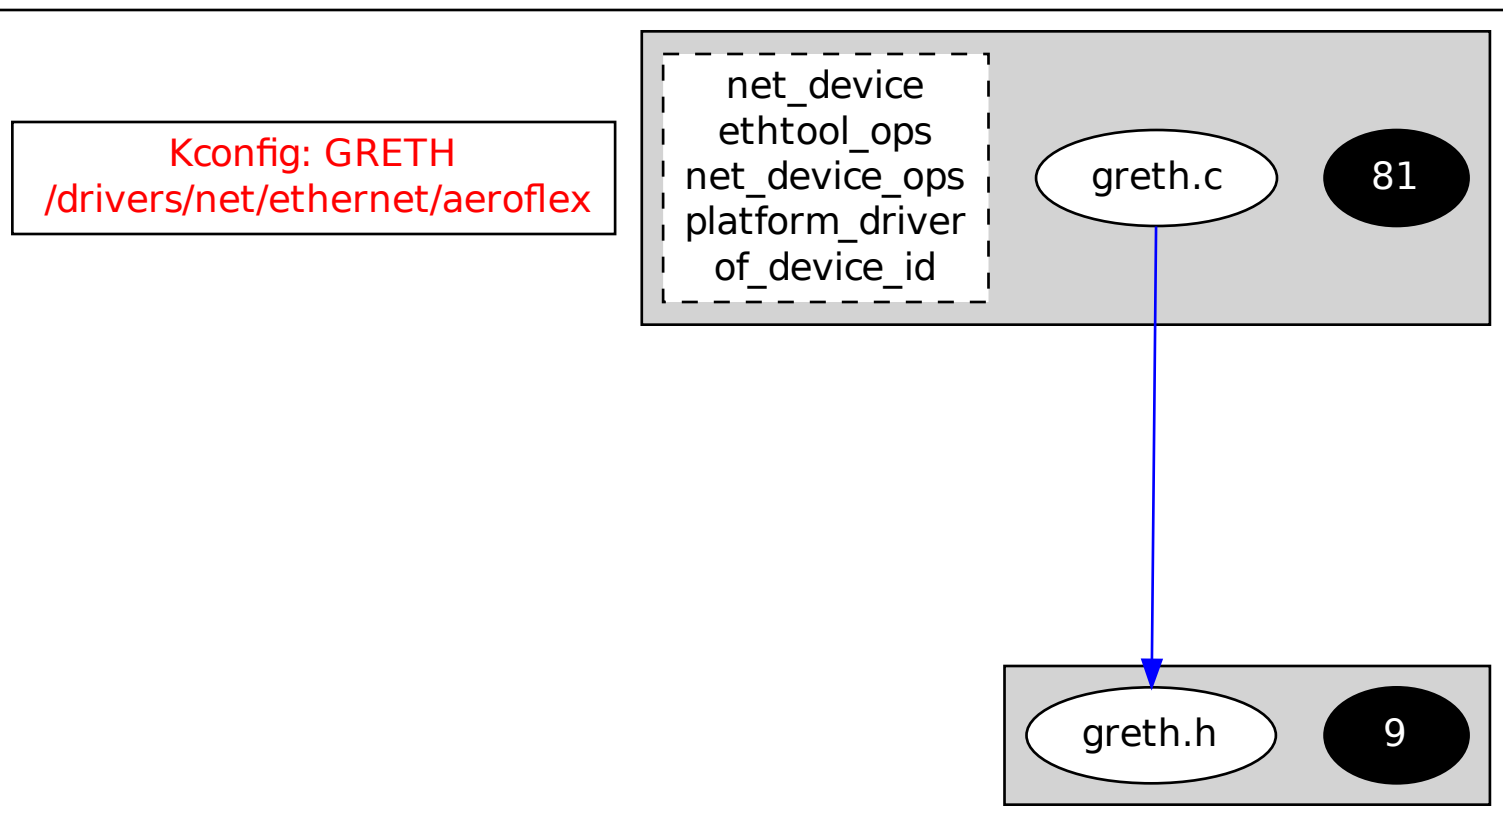 Kconfig: GRETH
/drivers/net/ethernet/aeroflex
net_device
ethtool_ops
net_device_ops
platform_driver
of_device_id
greth.c
81
greth.h
9